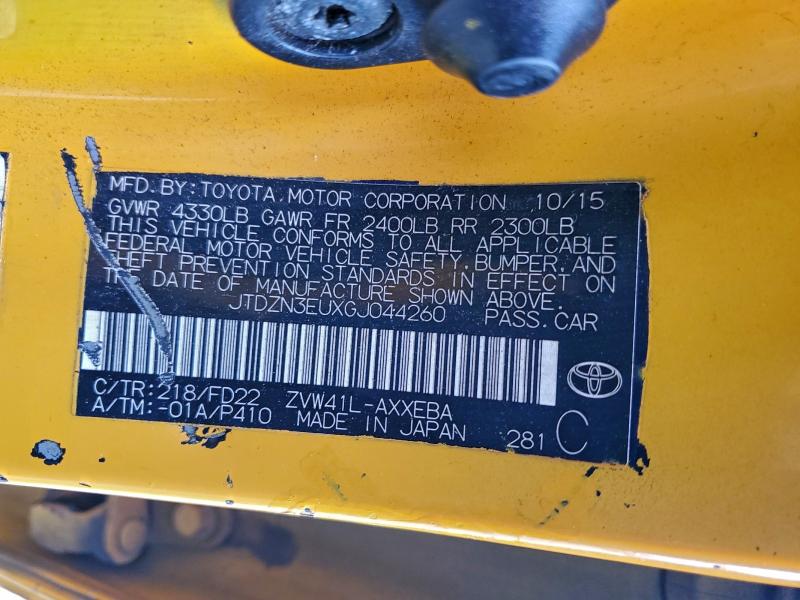 MFD. BY: TOYOTA MOTOR CORPORATION 10/15
GVWR 4330LB GAWR FR 2400LB RR 2300LB
THIS VEHICLE CONFORMS TO ALL APPLICABLE
FEDERAL MOTOR VEHICLE SAFETY, BUMPER, AND
THEFT PREVENTION STANDARDS IN EFFECT ON
THE DATE OF MANUFACTURE SHOWN ABOVE.
JTDZN3EUXGJ044260 PASS. CAR
C/TR: 218/FD22 ZVW41L-AXXEBA
A/TM: -01A/P410 MADE IN JAPAN 281 C